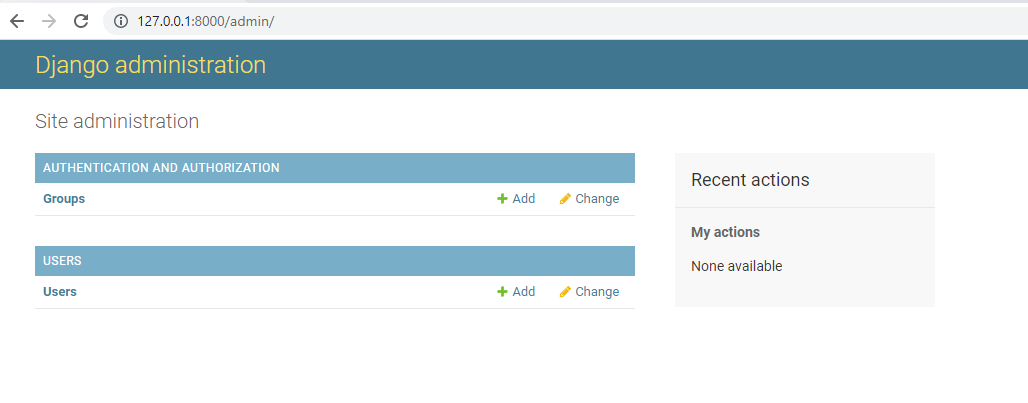 127.0.0.1:8000/admin/
Django administration
Site administration
AUTHENTICATION AND AUTHORIZATION
Groups Add Change
USERS
Users Add Change
Recent actions
My actions
None available